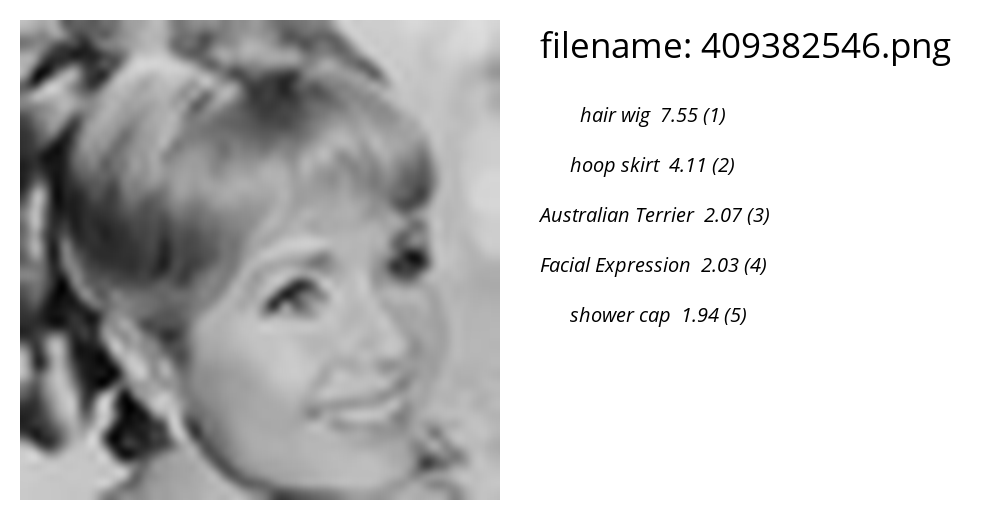 filename: 409382546.png
hair wig 7.55 (1)
hoop skirt 4.11 (2)
Australian Terrier 2.07 (3)
Facial Expression 2.03 (4)
shower cap 1.94 (5)